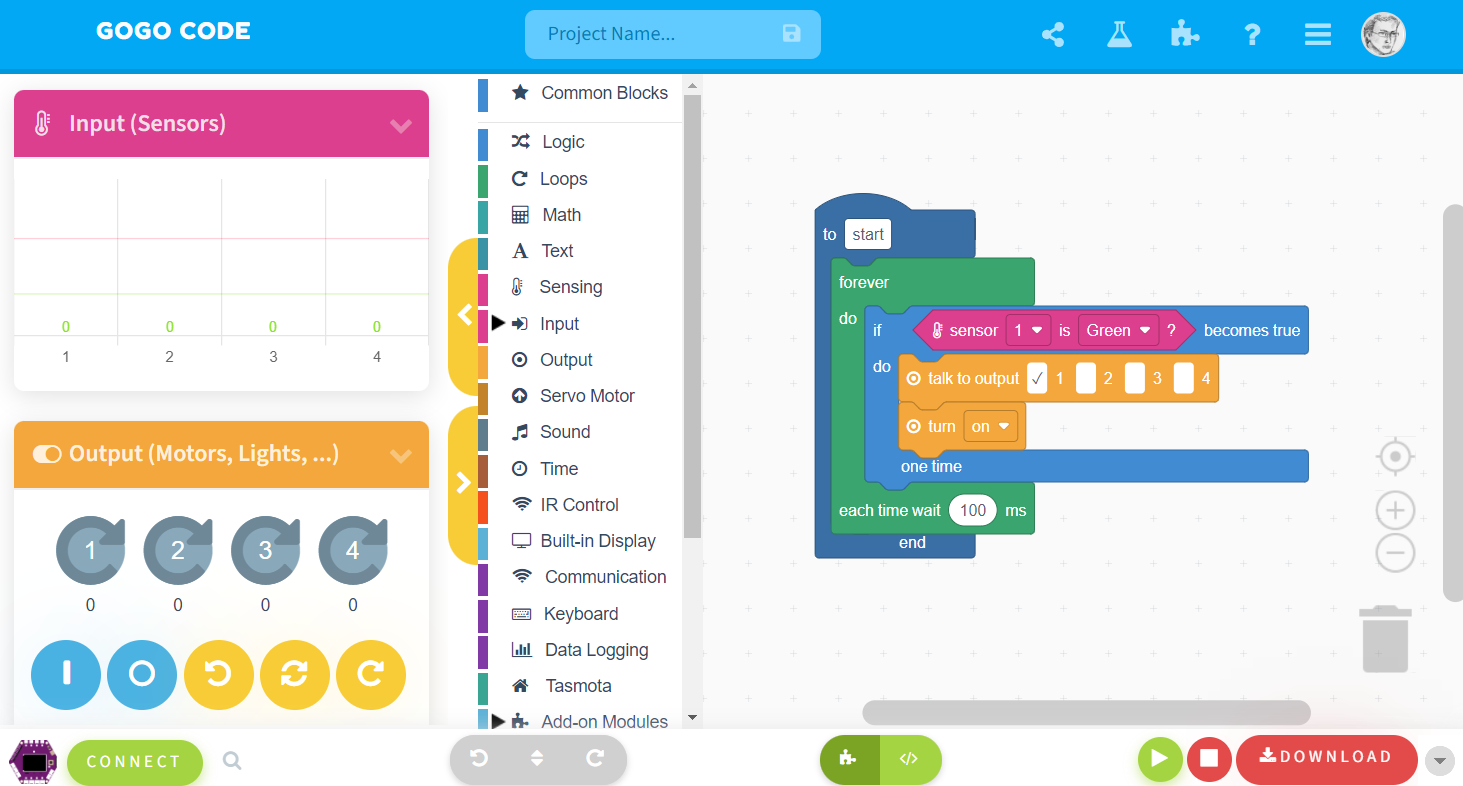 GOGO CODE
Project Name...
?
Input (Sensors)
0 0 0 0
1 2 3 4
Output (Motors, Lights, ...)
1 2 3 4
0 0 0 0
Common Blocks
Logic
Loops
Math
A Text
Sensing
Input
Output
Servo Motor
Sound
Time
IR Control
Built-in Display
Communication
Keyboard
Data Logging
Tasmota
Add-on Modules
to start
forever
do
if sensor 1 is Green ? becomes true
do
talk to output ✓ 1 2 3 4
turn on
one time
each time wait 100 ms
end
CONNECT
</>
DOWNLOAD